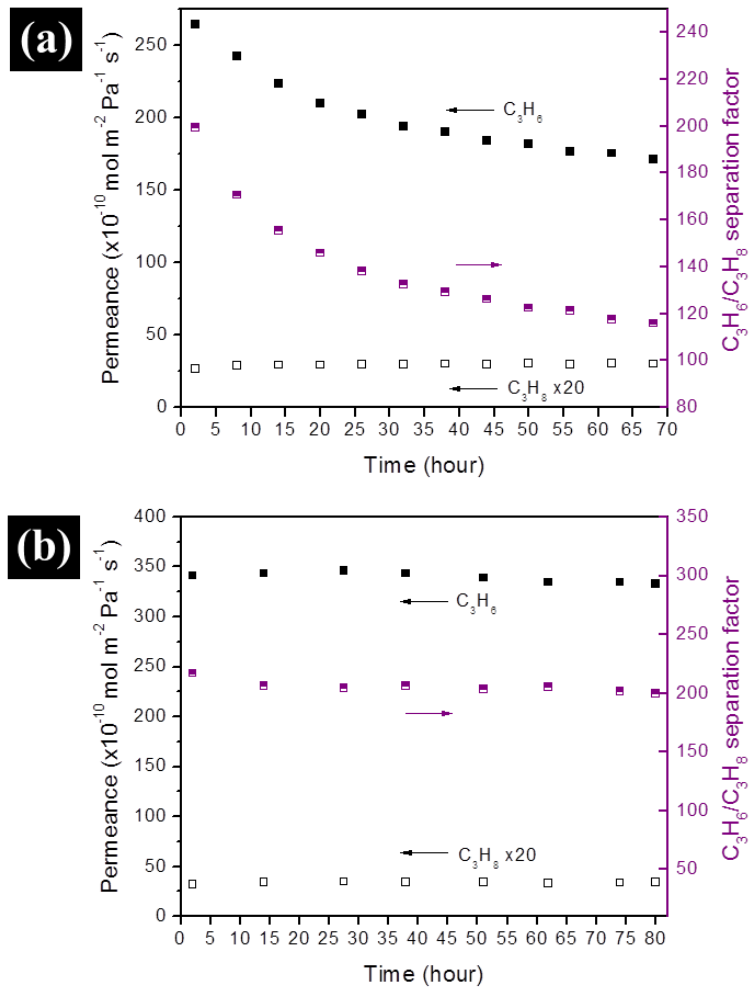 (a)
Permeance (x10⁻¹⁰ mol m⁻² Pa⁻¹ s⁻¹)
250
200
150
100
50
0
C₃H₆
C₃H₈ x20
240
220
200
180
160
140
120
100
80
C₃H₆/C₃H₈ separation factor
0 5 10 15 20 25 30 35 40 45 50 55 60 65 70
Time (hour)
(b)
Permeance (x10⁻¹⁰ mol m⁻² Pa⁻¹ s⁻¹)
400
350
300
250
200
150
100
50
0
C₃H₆
C₃H₈ x20
350
300
250
200
150
100
50
C₃H₆/C₃H₈ separation factor
0 5 10 15 20 25 30 35 40 45 50 55 60 65 70 75 80
Time (hour)